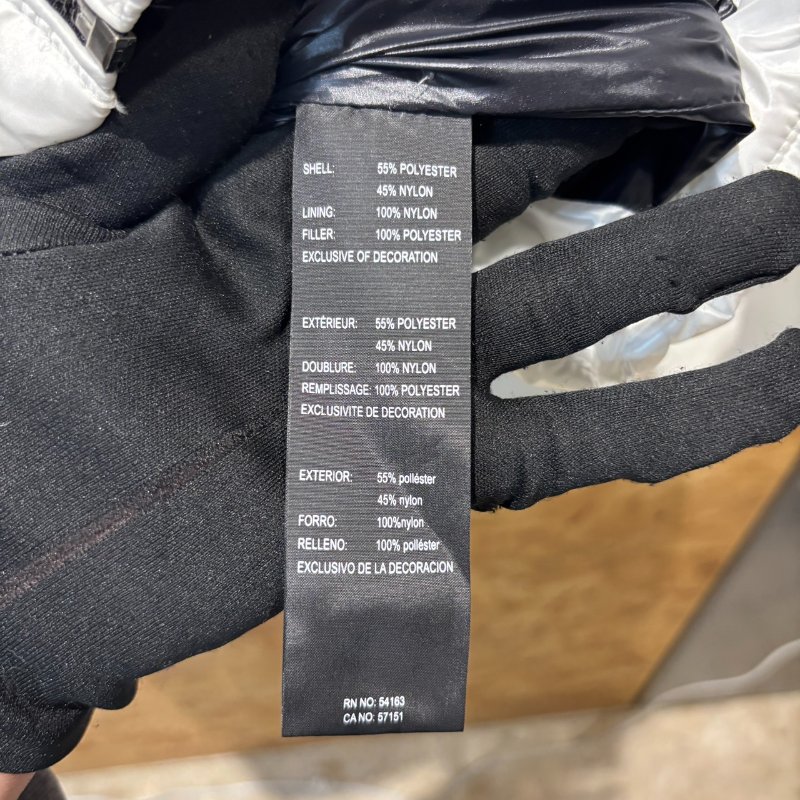 SHELL: 55% POLYESTER
45% NYLON
LINING: 100% NYLON
FILLER: 100% POLYESTER
EXCLUSIVE OF DECORATION
EXTÉRIEUR: 55% POLYESTER
45% NYLON
DOUBLURE: 100% NYLON
REMPLISSAGE: 100% POLYESTER
EXCLUSIVITE DE DECORATION
EXTERIOR: 55% poliéster
45% nylon
FORRO: 100%nylon
RELLENO: 100% poliéster
EXCLUSIVO DE LA DECORACION
RN NO: 54163
CA NO: 57151